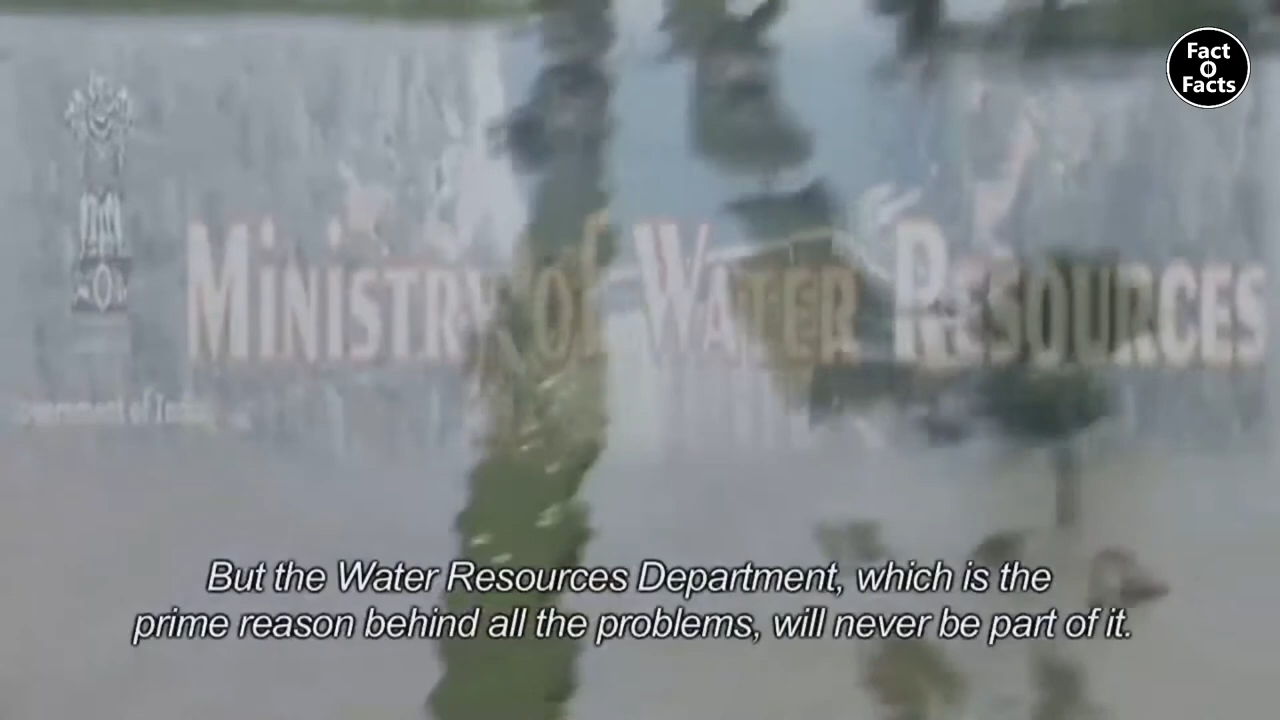 Fact
O
Facts
MINISTRY OF WATER RESOURCES
But the Water Resources Department, which is the
prime reason behind all the problems, will never be part of it.